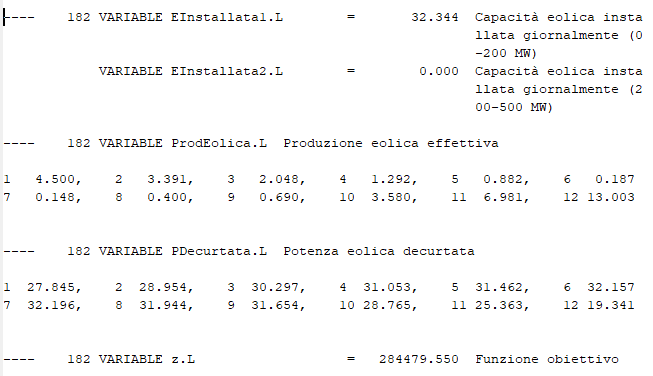 ----    182 VARIABLE EInstallata1.L        =       32.344  Capacità eolica insta
llata giornalmente (0
-200 MW)
VARIABLE EInstallata2.L        =        0.000  Capacità eolica insta
llata giornalmente (2
00-500 MW)
----    182 VARIABLE ProdEolica.L  Produzione eolica effettiva
1   4.500,    2   3.391,    3   2.048,    4   1.292,    5   0.882,    6   0.187
7   0.148,    8   0.400,    9   0.690,    10  3.580,    11  6.981,    12 13.003
----    182 VARIABLE PDecurtata.L  Potenza eolica decurtata
1  27.845,    2  28.954,    3  30.297,    4  31.053,    5  31.462,    6  32.157
7  32.196,    8  31.944,    9  31.654,    10 28.765,    11 25.363,    12 19.341
----    182 VARIABLE z.L                   =   284479.550  Funzione obiettivo